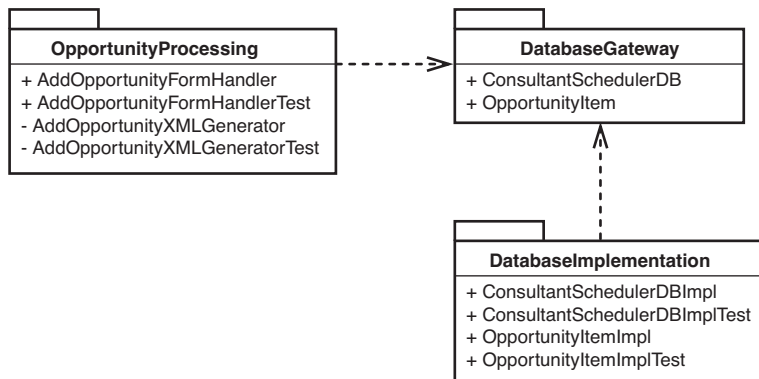 OpportunityProcessing
+ AddOpportunityFormHandler
+ AddOpportunityFormHandlerTest
- AddOpportunityXMLGenerator
- AddOpportunityXMLGeneratorTest
DatabaseGateway
+ ConsultantSchedulerDB
+ OpportunityItem
DatabaseImplementation
+ ConsultantSchedulerDBImpl
+ ConsultantSchedulerDBImplTest
+ OpportunityItemImpl
+ OpportunityItemImplTest